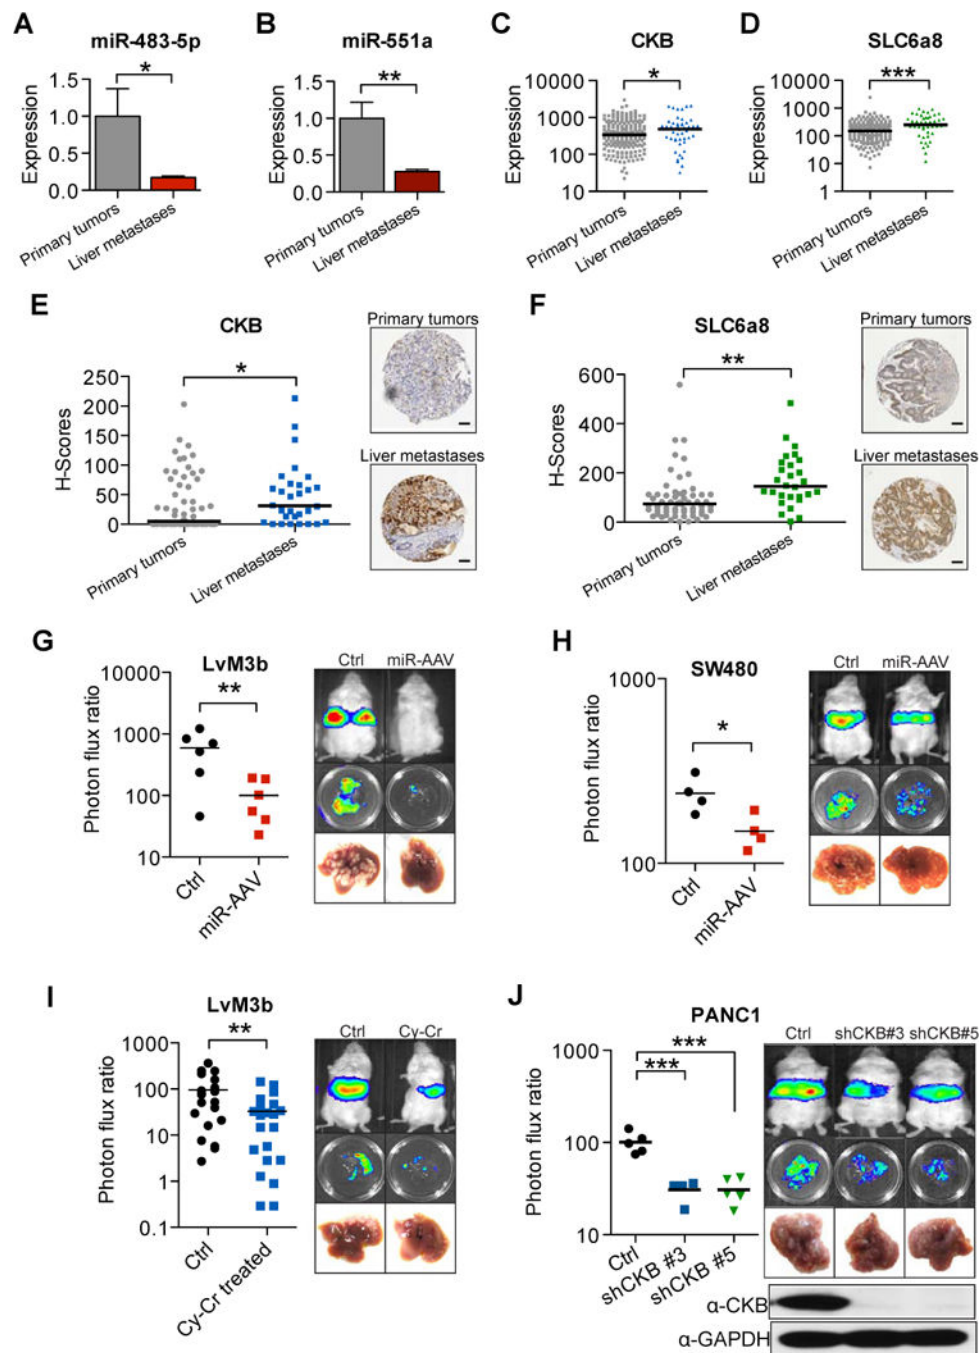 A
miR-483-5p
Expression
1.5
1.0
0.5
0.0
*
Primary tumors
Liver metastases
B
miR-551a
Expression
1.5
1.0
0.5
0.0
**
Primary tumors
Liver metastases
C
CKB
Expression
10000
1000
100
10
*
Primary tumors
Liver metastases
D
SLC6a8
Expression
10000
1000
100
10
1
***
Primary tumors
Liver metastases
E
CKB
H-Scores
250
200
150
100
50
0
*
Primary tumors
Liver metastases
Primary tumors
Liver metastases
F
SLC6a8
H-Scores
600
400
200
0
**
Primary tumors
Liver metastases
Primary tumors
Liver metastases
G
LvM3b
Photon flux ratio
10000
1000
100
10
**
Ctrl
miR-AAV
Ctrl miR-AAV
H
SW480
Photon flux ratio
1000
100
*
Ctrl
miR-AAV
Ctrl miR-AAV
I
LvM3b
Photon flux ratio
1000
100
10
1
0.1
**
Ctrl
Cy-Cr treated
Ctrl Cy-Cr
J
PANC1
Photon flux ratio
1000
100
10
***
***
Ctrl
shCKB #3
shCKB #5
Ctrl shCKB#3 shCKB#5
α-CKB
α-GAPDH